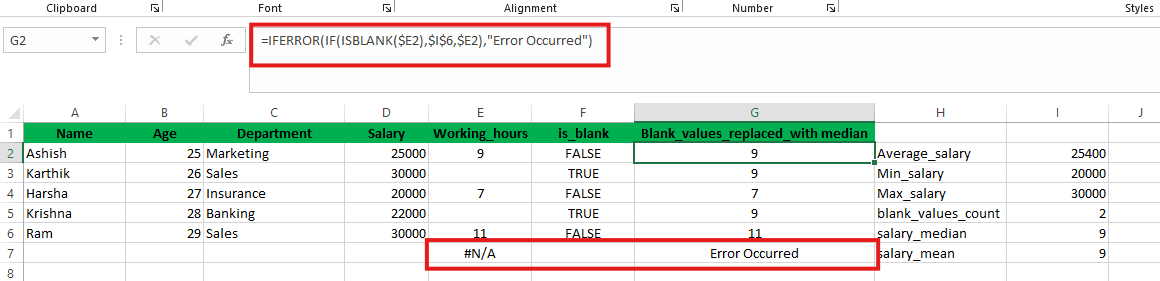 Clipboard Font Alignment Number Styles
G2 fx =IFERROR(IF(ISBLANK($E2),$I$6,$E2),"Error Occurred")
A B C D E F G H I J
1 Name Age Department Salary Working_hours is_blank Blank_values_replaced_with median
2 Ashish 25 Marketing 25000 9 FALSE 9 Average_salary 25400
3 Karthik 26 Sales 30000 TRUE 9 Min_salary 20000
4 Harsha 27 Insurance 20000 7 FALSE 7 Max_salary 30000
5 Krishna 28 Banking 22000 TRUE 9 blank_values_count 2
6 Ram 29 Sales 30000 11 FALSE 11 salary_median 9
7 #N/A Error Occurred salary_mean 9
8